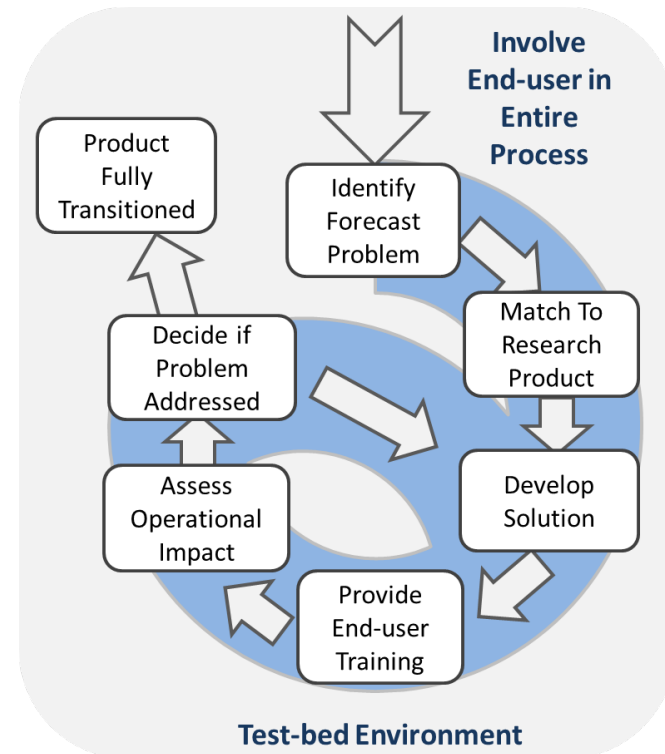 Involve
End-user in
Entire
Process
Product
Fully
Transitioned
Identify
Forecast
Problem
Match To
Research
Product
Decide if
Problem
Addressed
Develop
Solution
Assess
Operational
Impact
Provide
End-user
Training
Test-bed Environment